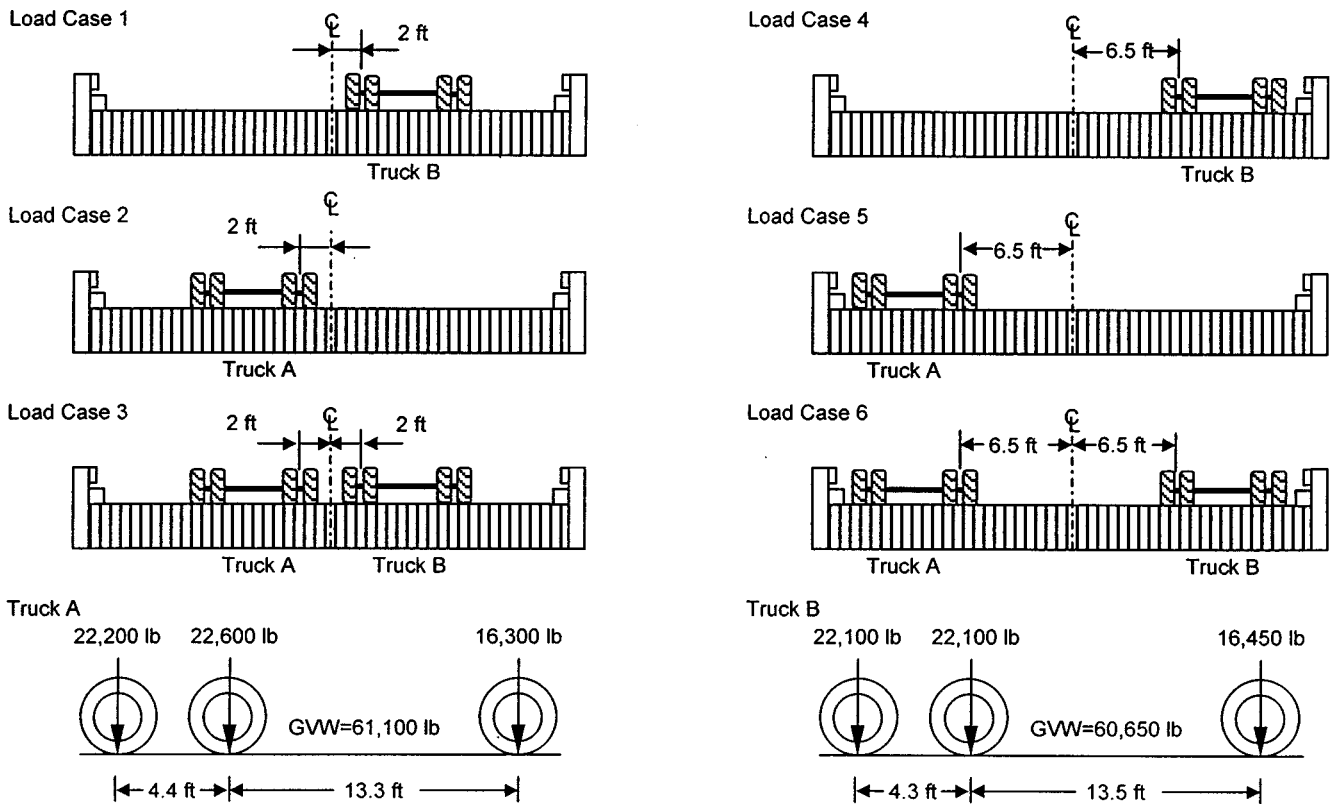 Load Case 1
℄
2 ft
Truck B
Load Case 2
℄
2 ft
Truck A
Load Case 3
℄
2 ft
2 ft
Truck A
Truck B
Load Case 4
℄
6.5 ft
Truck B
Load Case 5
℄
6.5 ft
Truck A
Load Case 6
℄
6.5 ft
6.5 ft
Truck A
Truck B
Truck A
22,200 lb
22,600 lb
16,300 lb
GVW=61,100 lb
4.4 ft
13.3 ft
Truck B
22,100 lb
22,100 lb
16,450 lb
GVW=60,650 lb
4.3 ft
13.5 ft